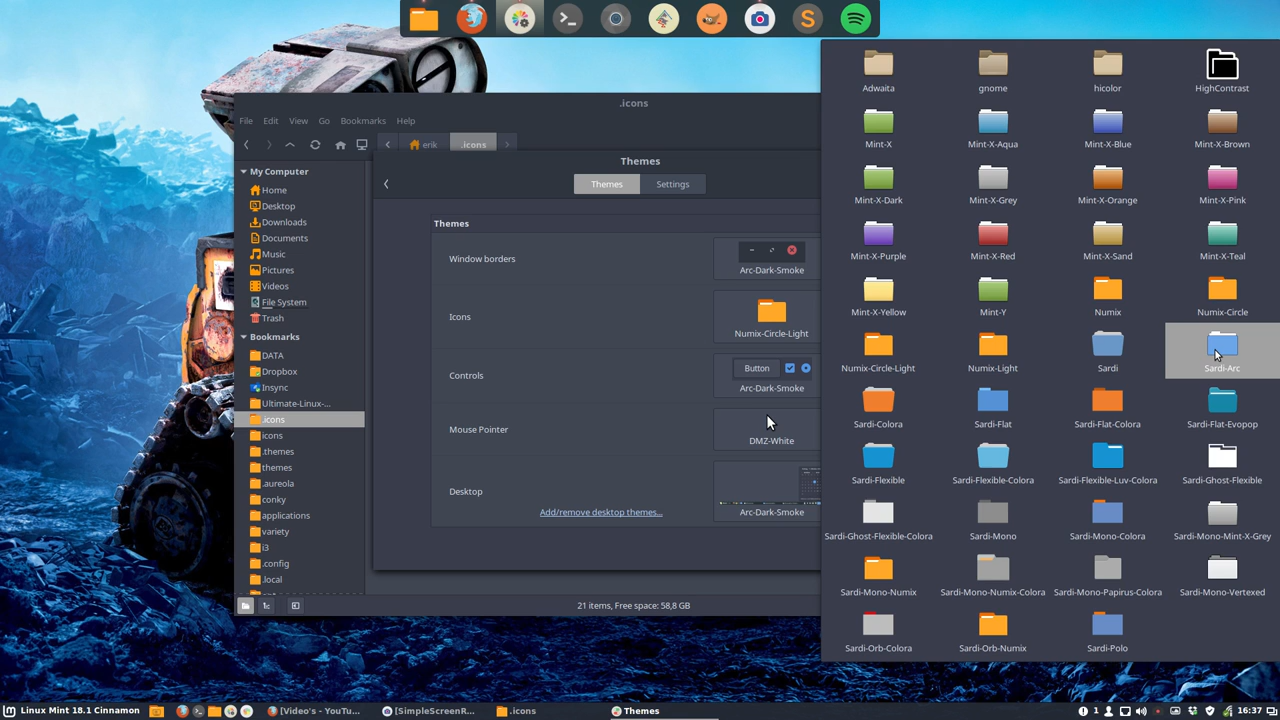 .icons
File Edit View Go Bookmarks Help
erik .icons
My Computer
Home
Desktop
Downloads
Documents
Music
Pictures
Videos
File System
Trash
Bookmarks
DATA
Dropbox
Insync
Ultimate-Linux-...
.icons
icons
.themes
themes
.aureola
conky
applications
variety
i3
.config
.local
21 items, Free space: 58,8 GB
Themes
Themes Settings
Themes
Window borders
Arc-Dark-Smoke
Icons
Numix-Circle-Light
Controls
Button
Arc-Dark-Smoke
Mouse Pointer
DMZ-White
Desktop
Add/remove desktop themes...
Arc-Dark-Smoke
Adwaita gnome hicolor HighContrast
Mint-X Mint-X-Aqua Mint-X-Blue Mint-X-Brown
Mint-X-Dark Mint-X-Grey Mint-X-Orange Mint-X-Pink
Mint-X-Purple Mint-X-Red Mint-X-Sand Mint-X-Teal
Mint-X-Yellow Mint-Y Numix Numix-Circle
Numix-Circle-Light Numix-Light Sardi Sardi-Arc
Sardi-Colora Sardi-Flat Sardi-Flat-Colora Sardi-Flat-Evopop
Sardi-Flexible Sardi-Flexible-Colora Sardi-Flexible-Luv-Colora Sardi-Ghost-Flexible
Sardi-Ghost-Flexible-Colora Sardi-Mono Sardi-Mono-Colora Sardi-Mono-Mint-X-Grey
Sardi-Mono-Numix Sardi-Mono-Numix-Colora Sardi-Mono-Papirus-Colora Sardi-Mono-Vertexed
Sardi-Orb-Colora Sardi-Orb-Numix Sardi-Polo
Linux Mint 18.1 Cinnamon [Video's - YouTu... [SimpleScreenR... .icons Themes 1 16:37